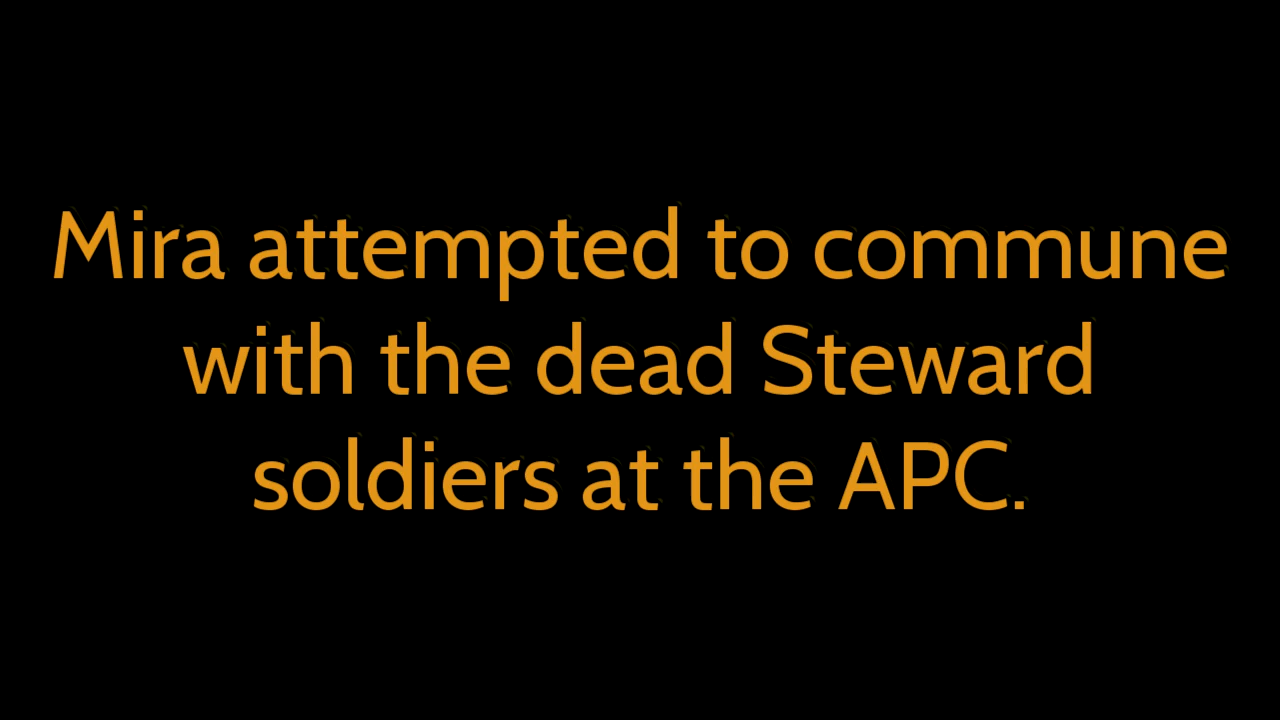 Mira attempted to commune
with the dead Steward
soldiers at the APC.